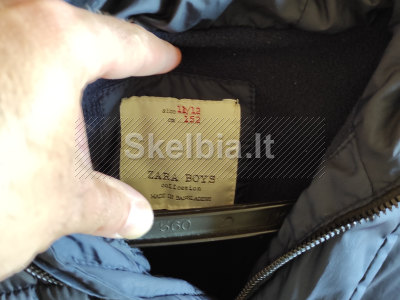 size 11/12
cm 152
Skelbia.lt
ZARA BOYS
collection
MADE IN BANGLADESH
560